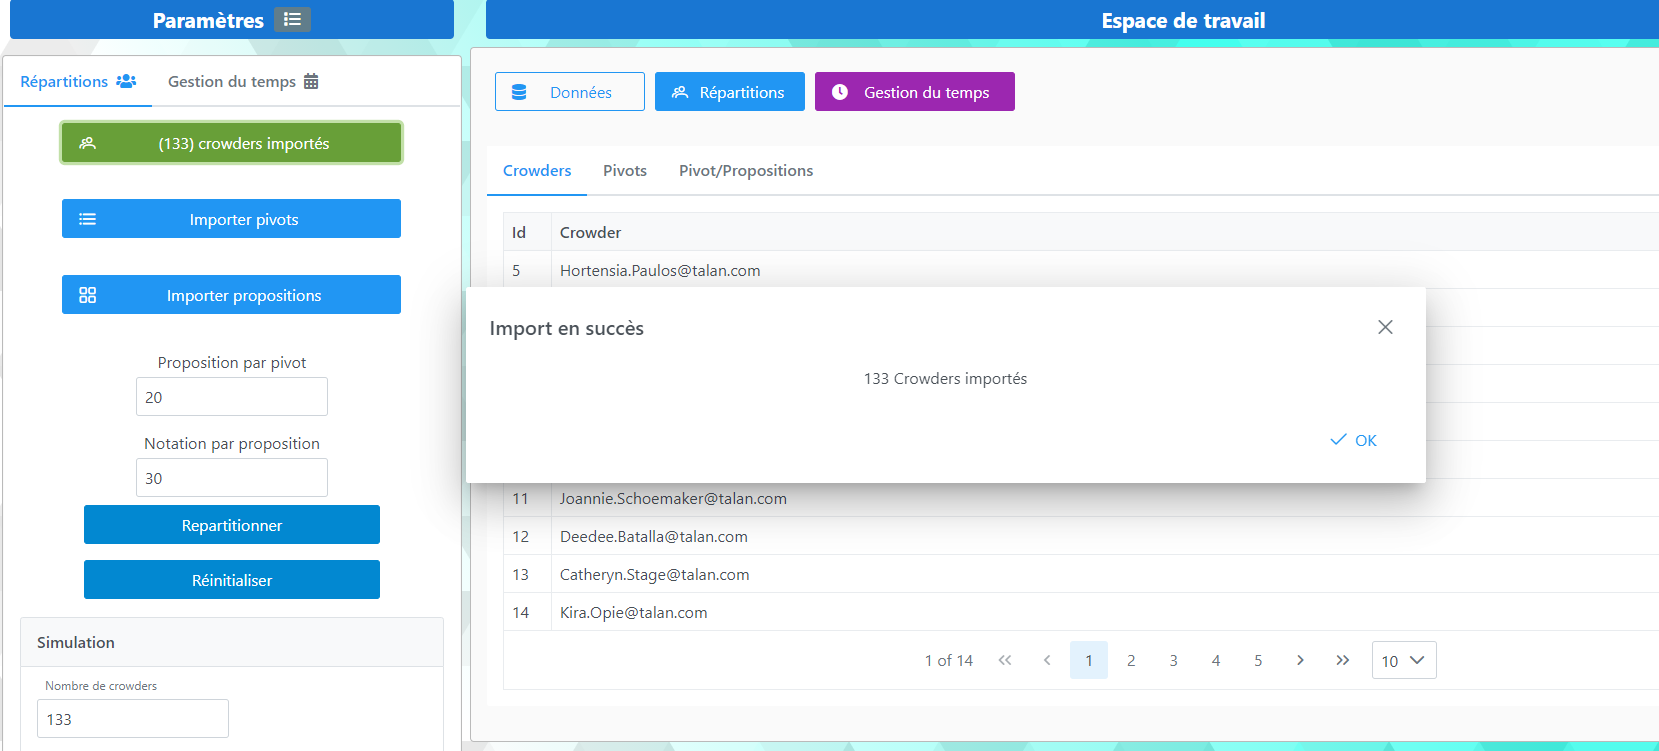 Paramètres
Espace de travail
Répartitions
Gestion du temps
(133) crowders importés
Importer pivots
Importer propositions
Proposition par pivot
20
Notation par proposition
30
Repartitionner
Réinitialiser
Simulation
Nombre de crowders
133
Données
Répartitions
Gestion du temps
Crowders
Pivots
Pivot/Propositions
Id Crowder
5 Hortensia.Paulos@talan.com
Import en succès
133 Crowders importés
OK
11 Joannie.Schoemaker@talan.com
12 Deedee.Batalla@talan.com
13 Catheryn.Stage@talan.com
14 Kira.Opie@talan.com
1 of 14 1 2 3 4 5 10